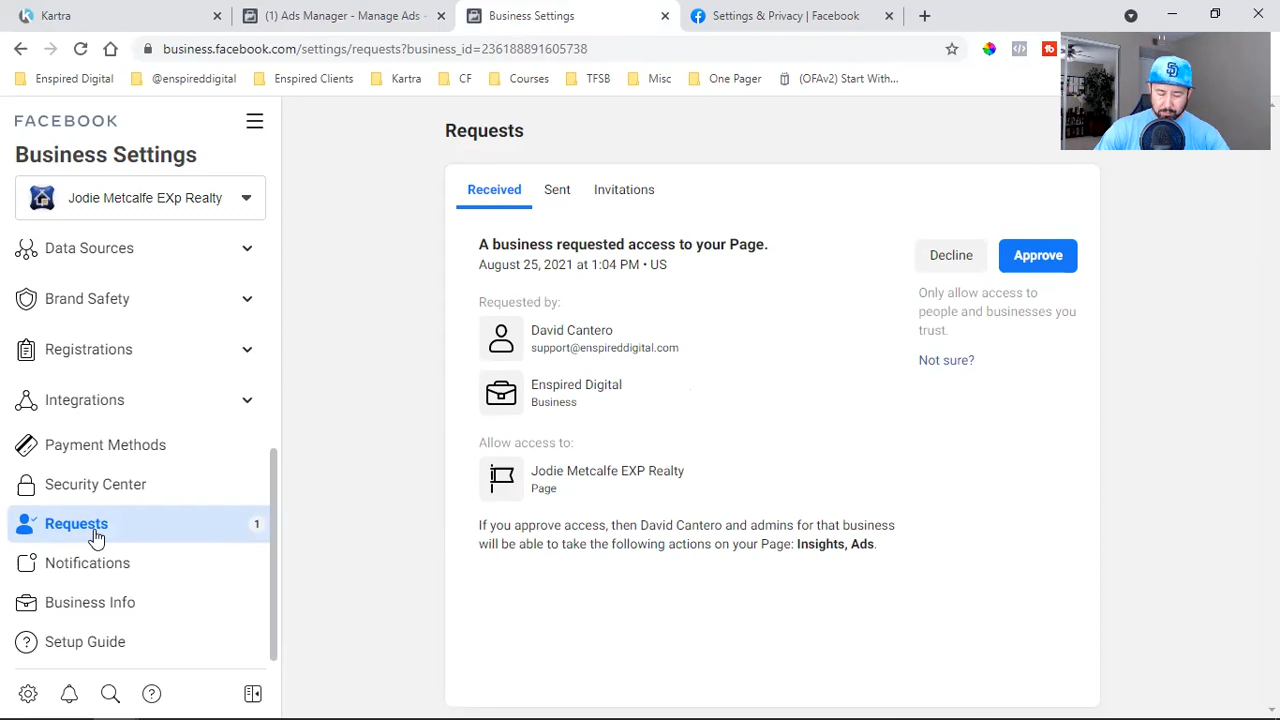 Kartra
(1) Ads Manager - Manage Ads -
Business Settings
Settings & Privacy | Facebook
business.facebook.com/settings/requests?business_id=236188891605738
Enspired Digital
@enspireddigital
Enspired Clients
Kartra
CF
Courses
TFSB
Misc
One Pager
(OFAv2) Start With...
FACEBOOK
Business Settings
Jodie Metcalfe EXp Realty
Data Sources
Brand Safety
Registrations
Integrations
Payment Methods
Security Center
Requests 1
Notifications
Business Info
Setup Guide
Requests
Received Sent Invitations
A business requested access to your Page.
August 25, 2021 at 1:04 PM • US
Requested by:
David Cantero
support@enspireddigital.com
Enspired Digital
Business
Allow access to:
Jodie Metcalfe EXP Realty
Page
If you approve access, then David Cantero and admins for that business
will be able to take the following actions on your Page: Insights, Ads.
Decline Approve
Only allow access to
people and businesses you
trust.
Not sure?